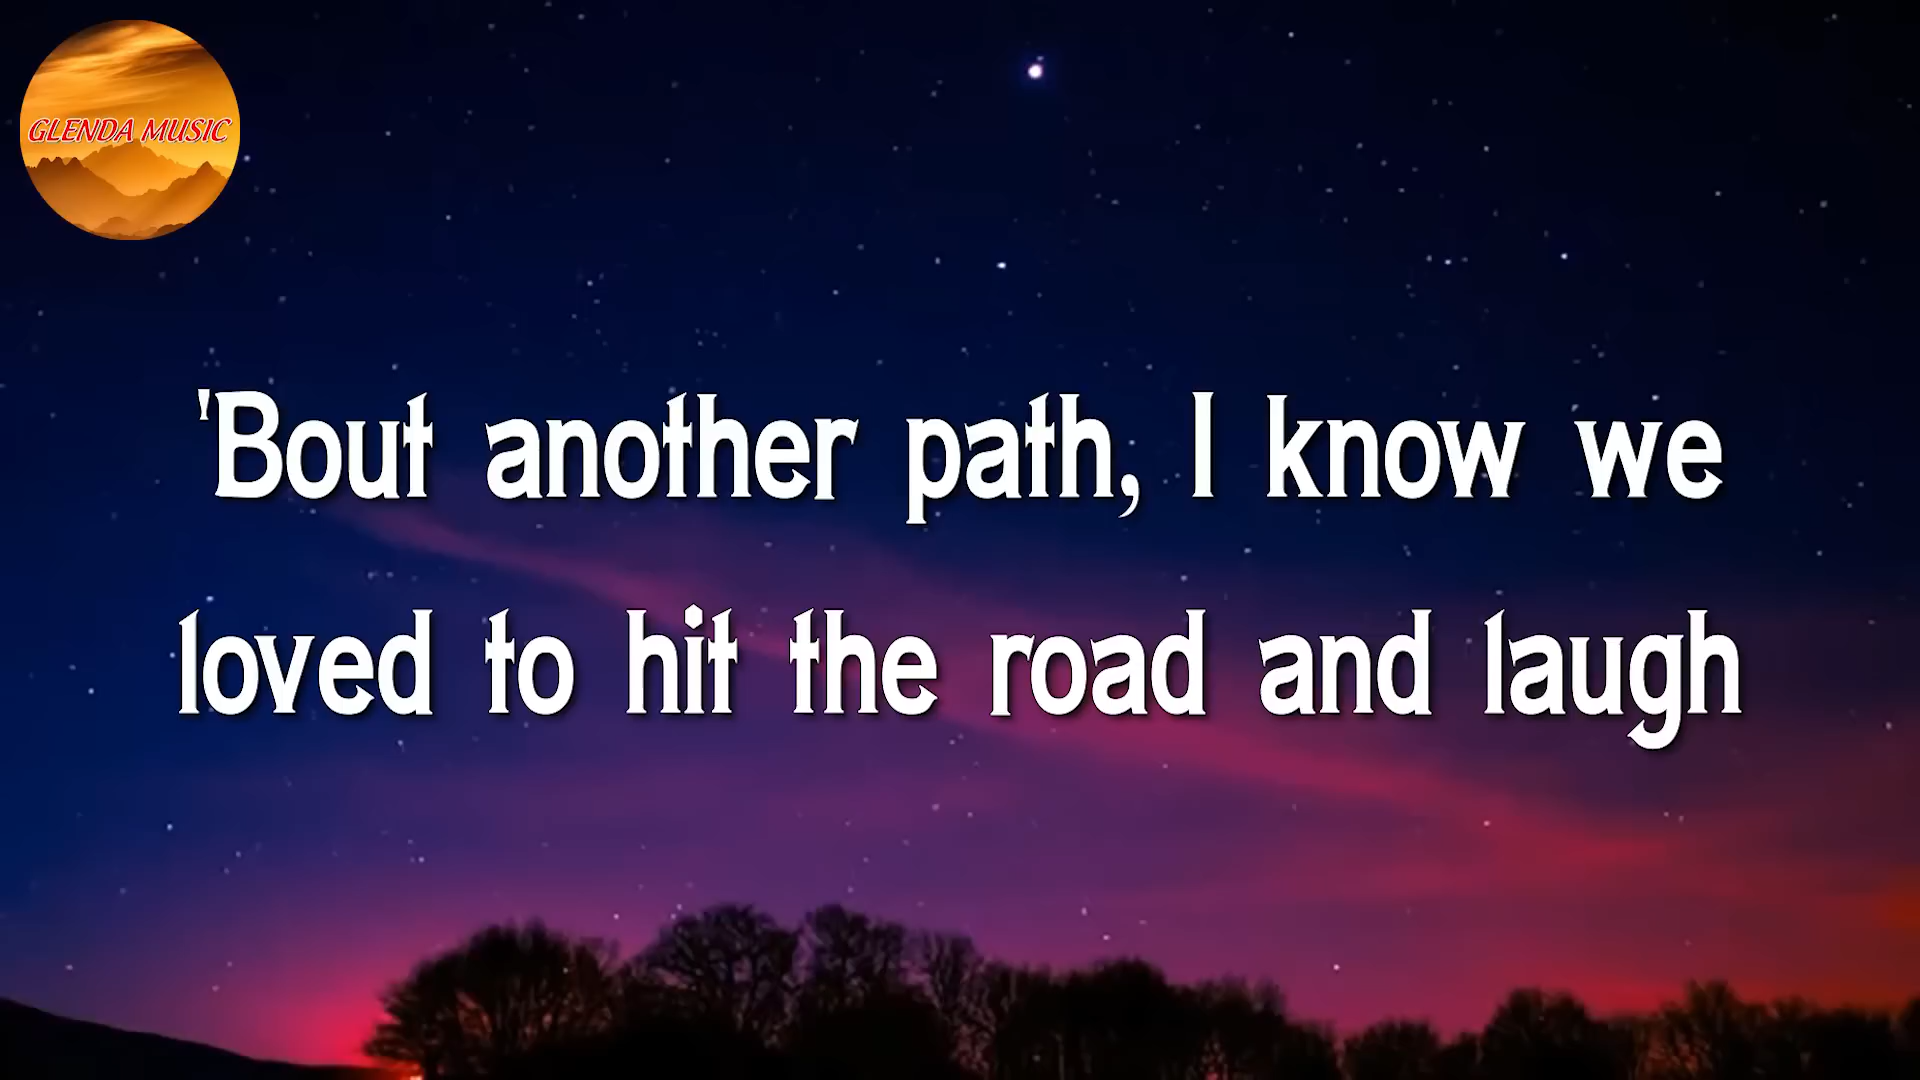 GLENDA MUSIC
'Bout another path, I know we
loved to hit the road and laugh